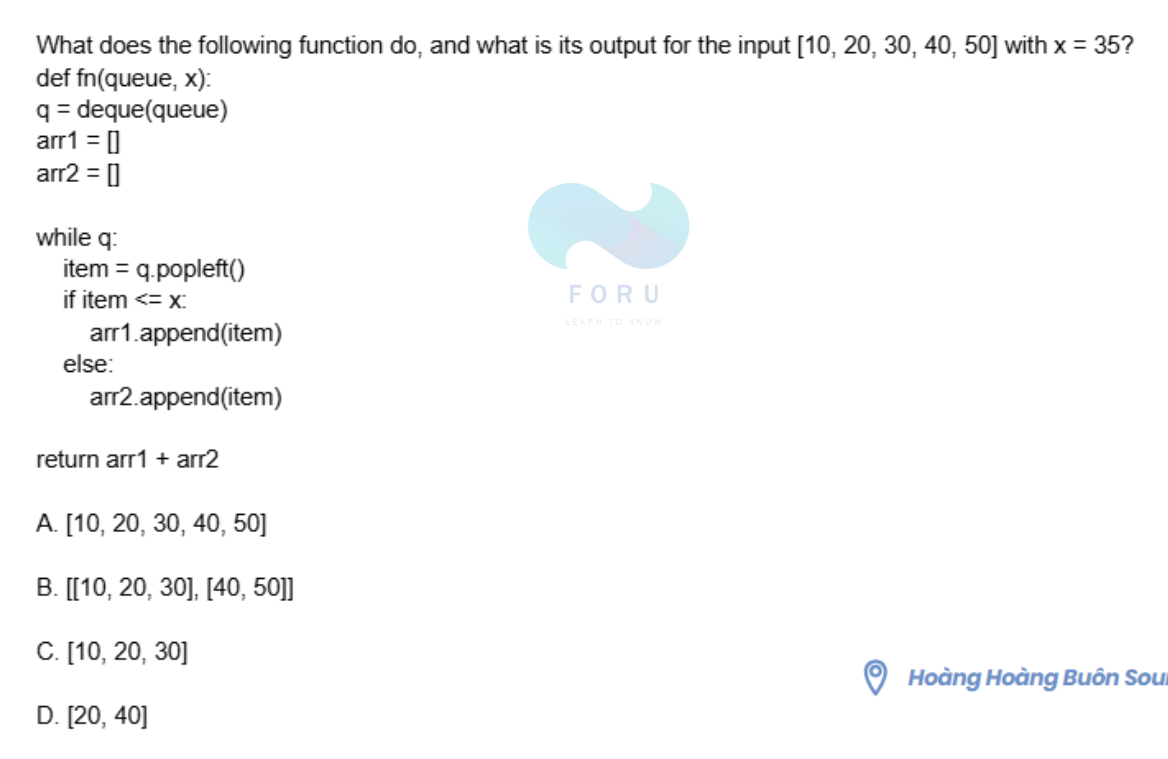 What does the following function do, and what is its output for the input [10, 20, 30, 40, 50] with x = 35?
def fn(queue, x):
q = deque(queue)
arr1 = []
arr2 = []
while q:
item = q.popleft()
if item <= x:
arr1.append(item)
else:
arr2.append(item)
FORU
LEARN TO KNOW
return arr1 + arr2
A. [10, 20, 30, 40, 50]
B. [[10, 20, 30], [40, 50]]
C. [10, 20, 30]
D. [20, 40]
Hoàng Hoàng Buôn